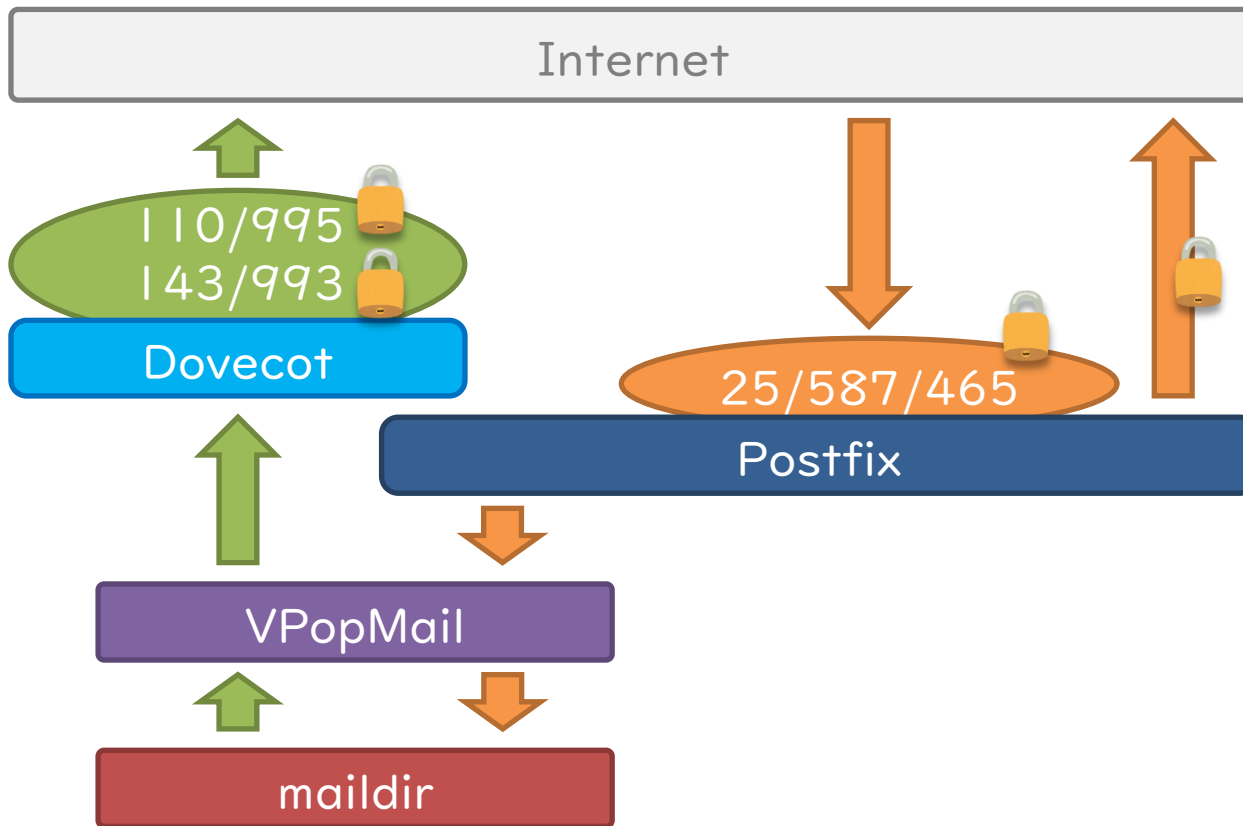 Internet
110/995
143/993
Dovecot
25/587/465
Postfix
VPopMail
maildir